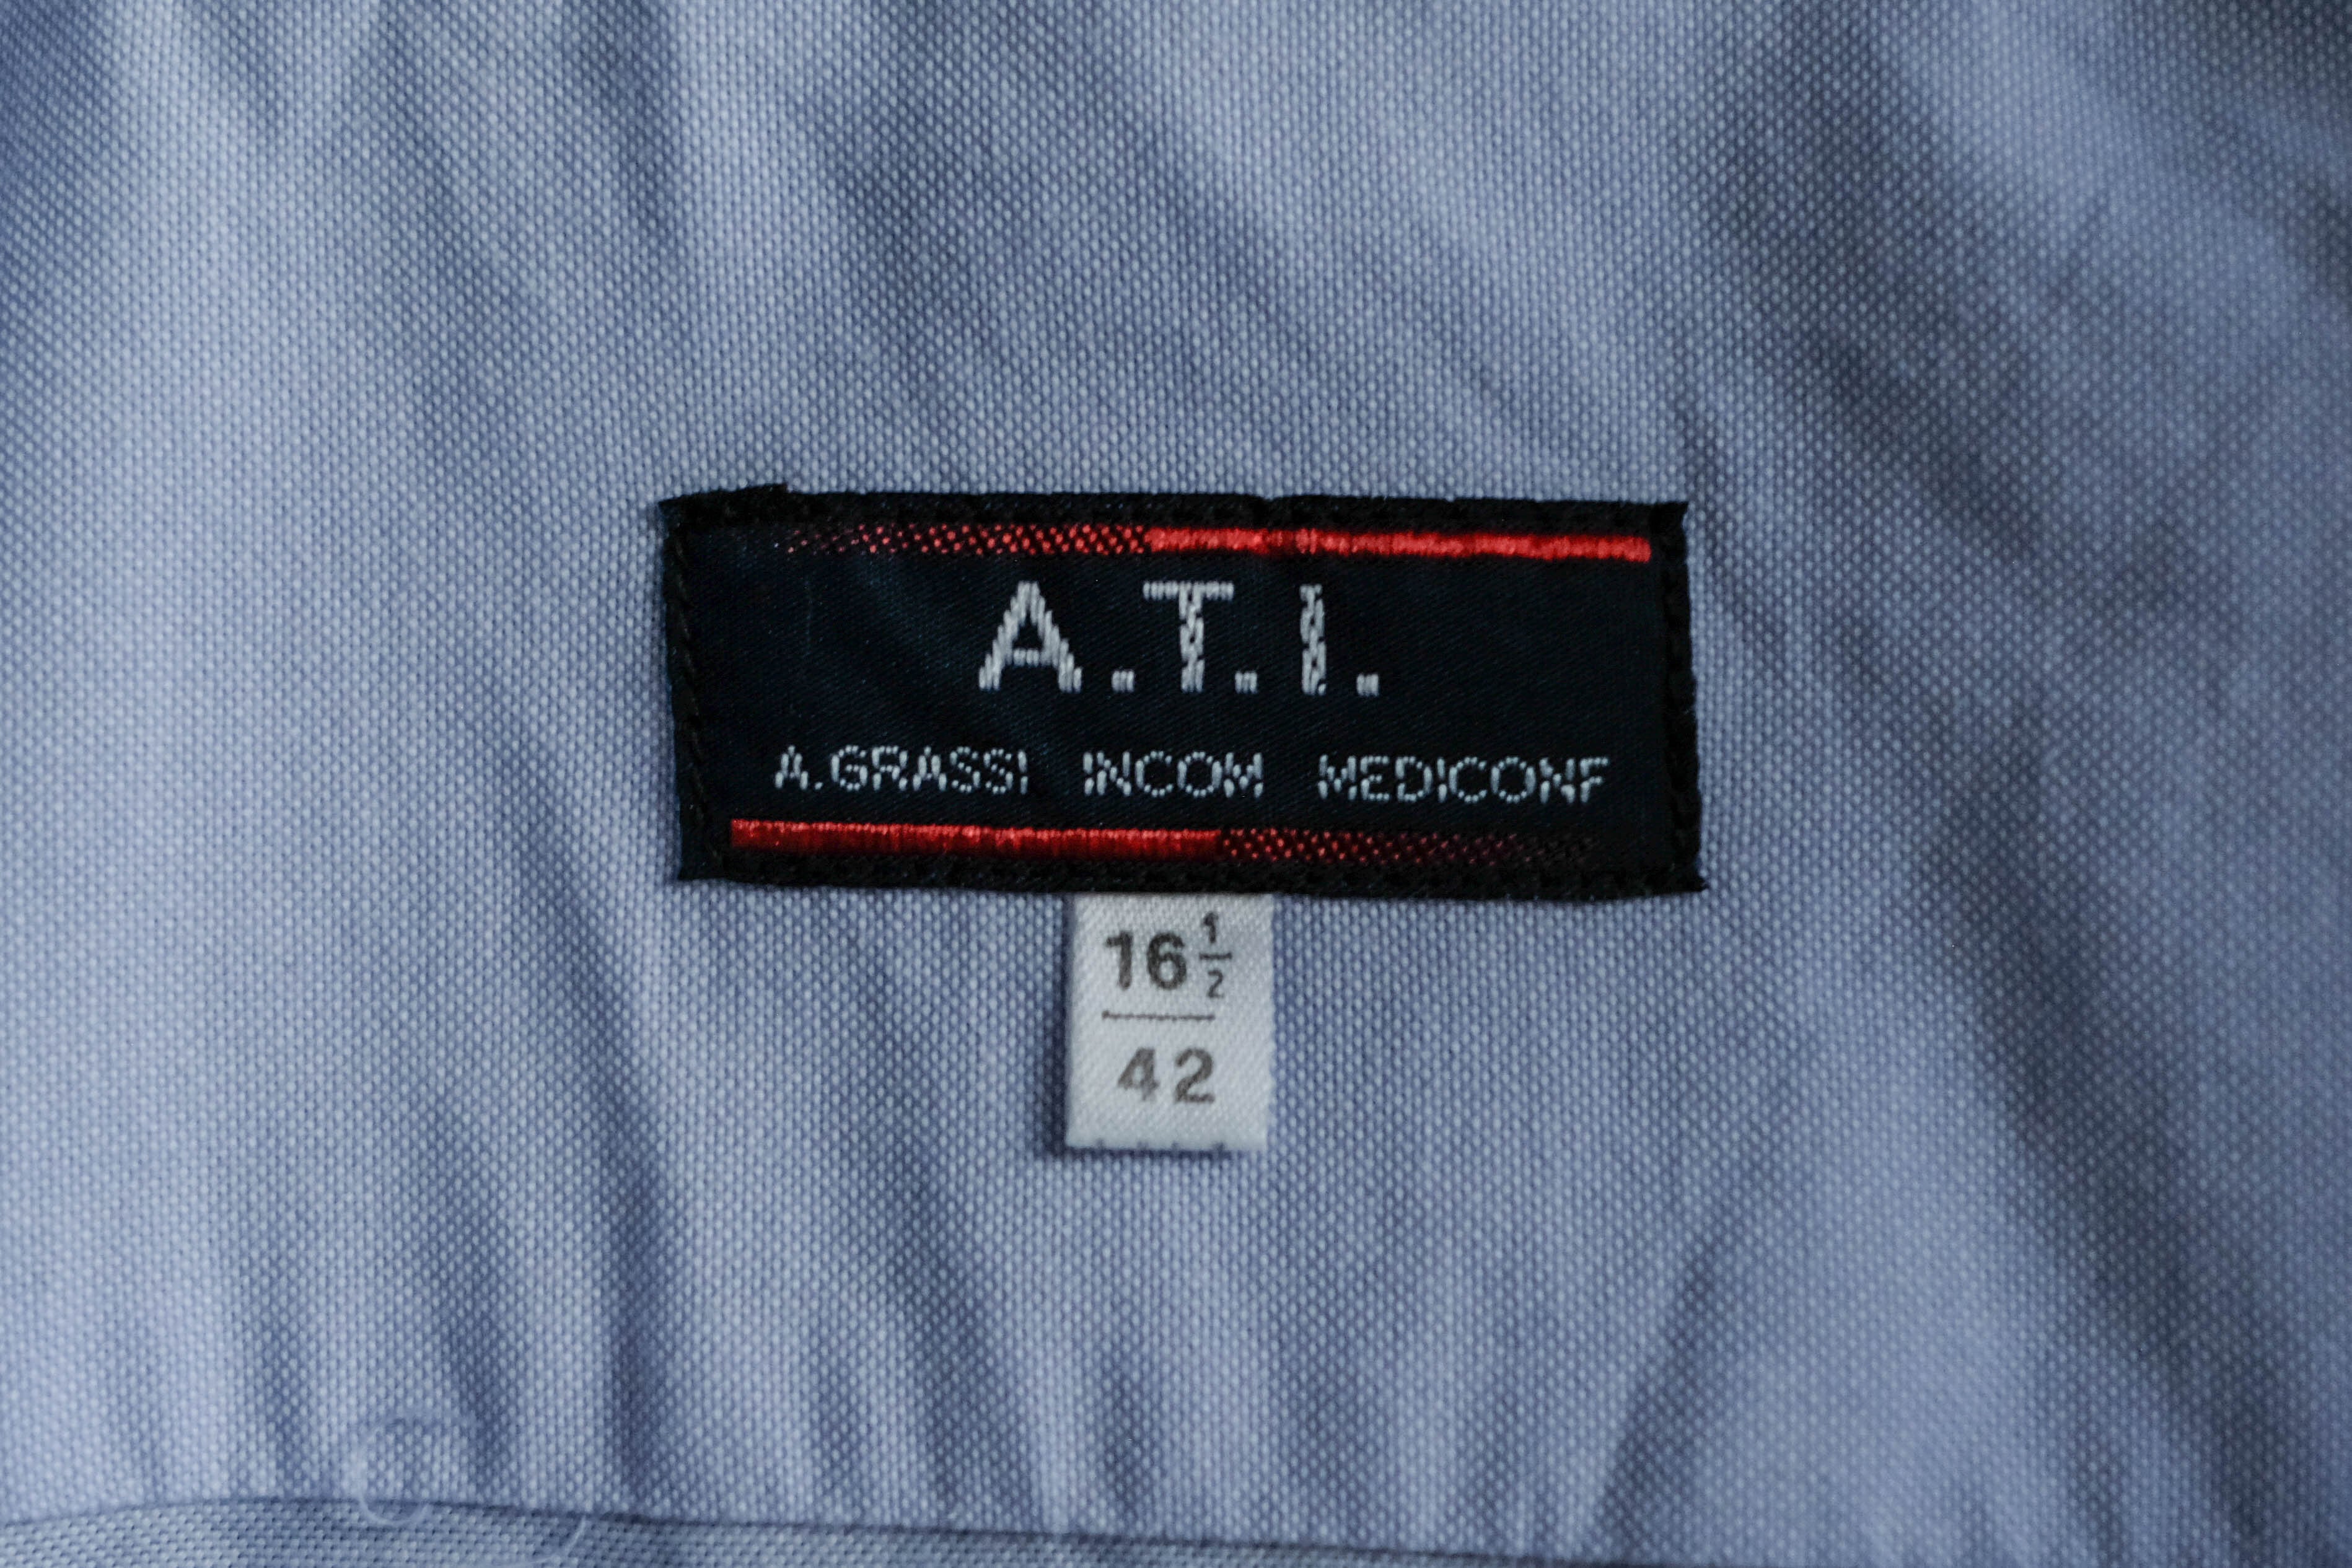 A.T.I.
A.GRASSI INCOM MEDICONF
16 1/2
42